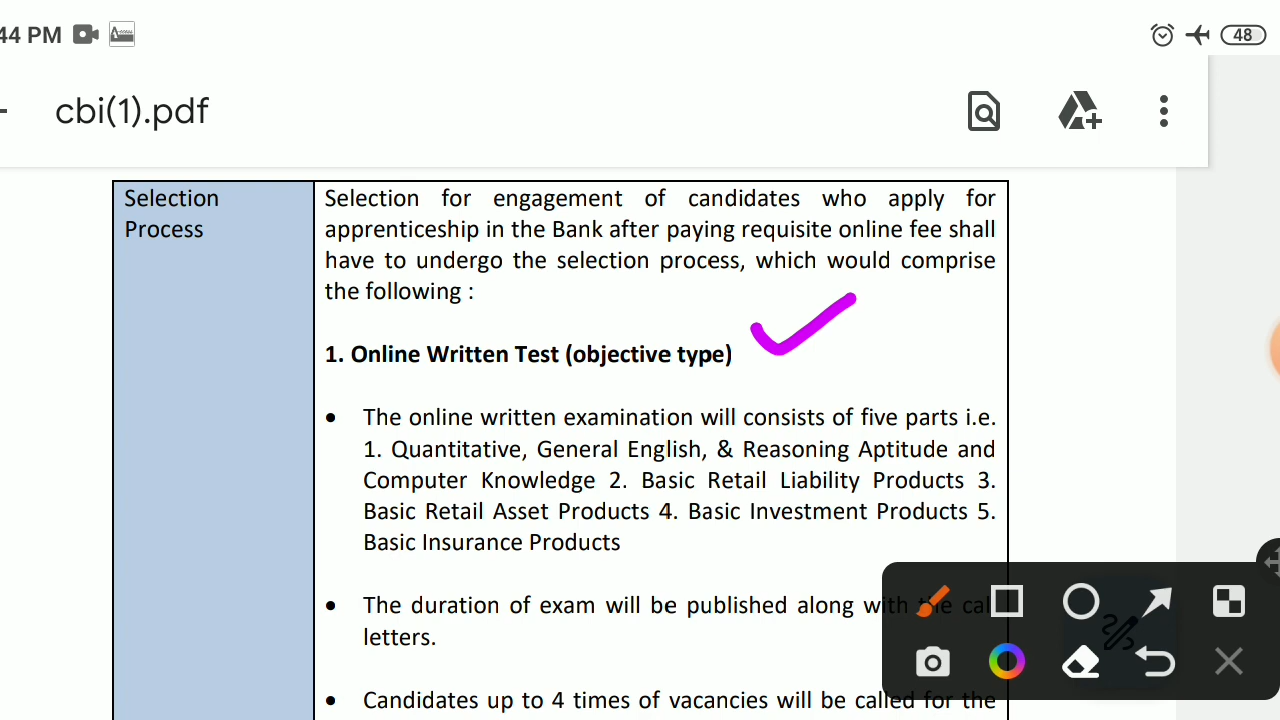 44 PM
48
cbi(1).pdf
Selection
Process
Selection for engagement of candidates who apply for
apprenticeship in the Bank after paying requisite online fee shall
have to undergo the selection process, which would comprise
the following :
1. Online Written Test (objective type)
• The online written examination will consists of five parts i.e.
1. Quantitative, General English, & Reasoning Aptitude and
Computer Knowledge 2. Basic Retail Liability Products 3.
Basic Retail Asset Products 4. Basic Investment Products 5.
Basic Insurance Products
• The duration of exam will be published along with the call
letters.
• Candidates up to 4 times of vacancies will be called for the